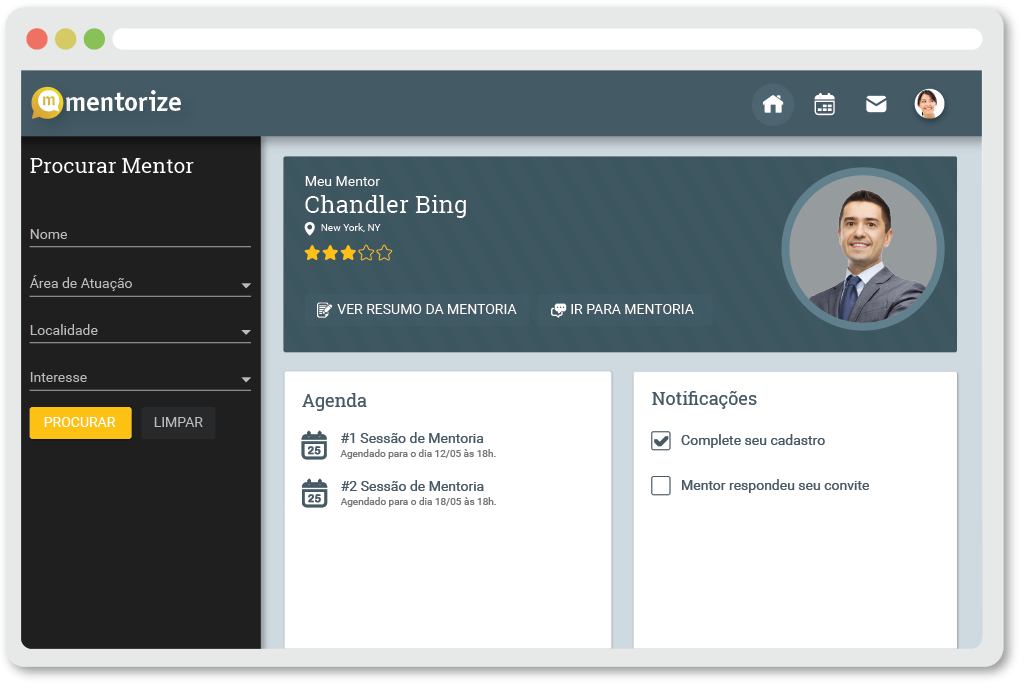 m mentorize
Procurar Mentor
Nome
Área de Atuação
Localidade
Interesse
PROCURAR
LIMPAR
Meu Mentor
Chandler Bing
New York, NY
VER RESUMO DA MENTORIA
IR PARA MENTORIA
Agenda
25
#1 Sessão de Mentoria
Agendado para o dia 12/05 às 18h.
25
#2 Sessão de Mentoria
Agendado para o dia 18/05 às 18h.
Notificações
Complete seu cadastro
Mentor respondeu seu convite